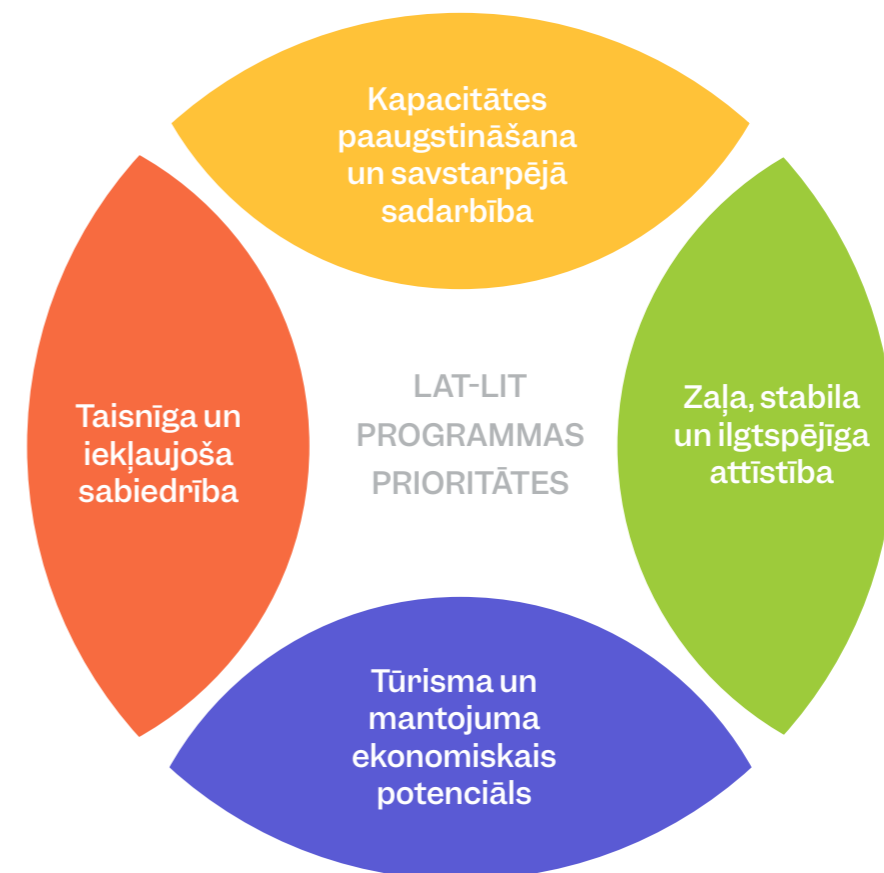 Kapacitātes
paaugstināšana
un savstarpējā
sadarbība
Taisnīga un
iekļaujoša
sabiedrība
LAT-LIT
PROGRAMMAS
PRIORITĀTES
Zaļa, stabila
un ilgtspējīga
attīstība
Tūrisma un
mantojuma
ekonomiskais
potenciāls